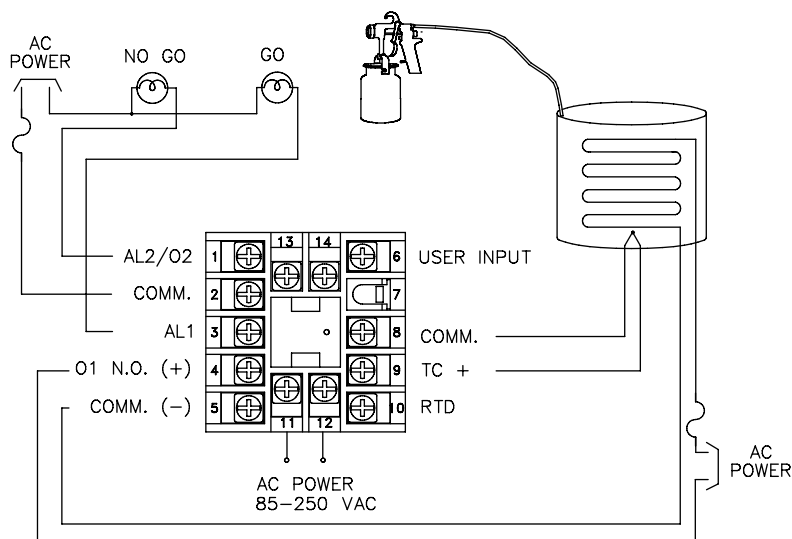 AC
POWER
NO GO
GO
13
14
AL2/O2
1
6
USER INPUT
COMM.
2
7
AL1
3
8
COMM.
O1 N.O. (+)
4
9
TC +
COMM. (−)
5
10
RTD
11
12
AC POWER
85−250 VAC
AC
POWER